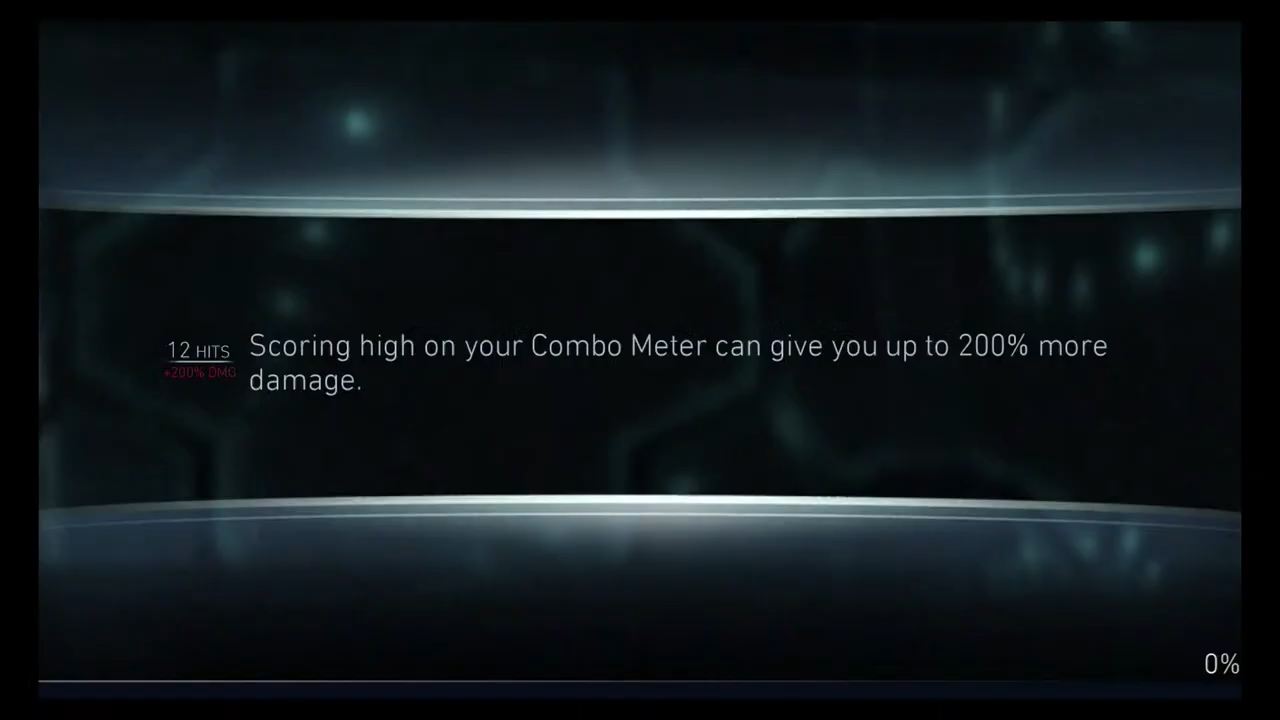 12 HITS
+200% DMG
Scoring high on your Combo Meter can give you up to 200% more
damage.
0%